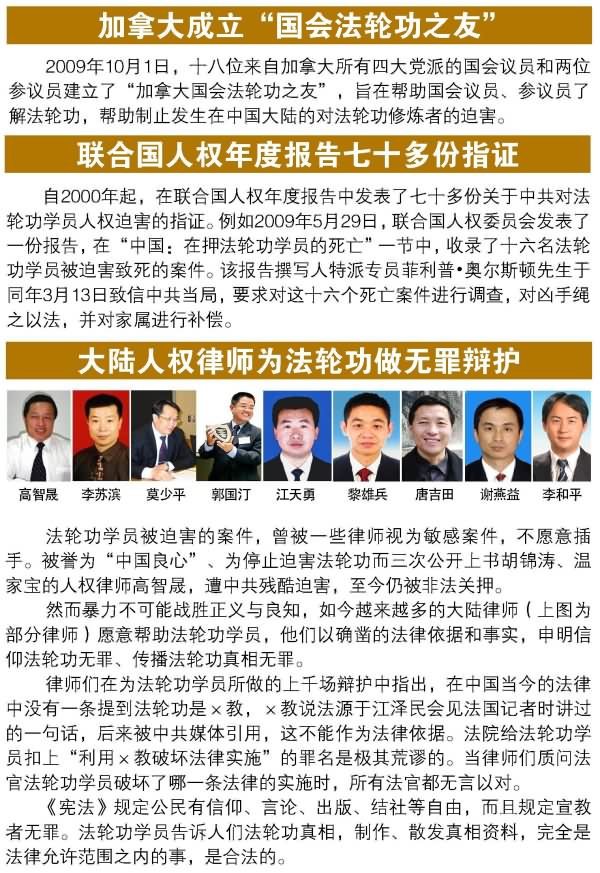 加拿大成立“国会法轮功之友”
2009年10月1日，十八位来自加拿大所有四大党派的国会议员和两位
参议员建立了“加拿大国会法轮功之友”，旨在帮助国会议员、参议员了
解法轮功，帮助制止发生在中国大陆的对法轮功修炼者的迫害。
联合国人权年度报告七十多份指证
自2000年起，在联合国人权年度报告中发表了七十多份关于中共对法
轮功学员人权迫害的指证。例如2009年5月29日，联合国人权委员会发表了
一份报告，在“中国：在押法轮功学员的死亡”一节中，收录了十六名法轮
功学员被迫害致死的案件。该报告撰写人特派专员菲利普•奥尔斯顿先生于
同年3月13日致信中共当局，要求对这十六个死亡案件进行调查，对凶手绳
之以法，并对家属进行补偿。
大陆人权律师为法轮功做无罪辩护
高智晟 李苏滨 莫少平 郭国汀 江天勇 黎雄兵 唐吉田 谢燕益 李和平
法轮功学员被迫害的案件，曾被一些律师视为敏感案件，不愿意插
手。被誉为“中国良心”、为停止迫害法轮功而三次公开上书胡锦涛、温
家宝的人权律师高智晟，遭中共残酷迫害，至今仍被非法关押。
然而暴力不可能战胜正义与良知，如今越来越多的大陆律师（上图为
部分律师）愿意帮助法轮功学员，他们以确凿的法律依据和事实，申明信
仰法轮功无罪、传播法轮功真相无罪。
律师们在为法轮功学员所做的上千场辩护中指出，在中国当今的法律
中没有一条提到法轮功是×教，×教说法源于江泽民会见法国记者时讲过
的一句话，后来被中共媒体引用，这不能作为法律依据。法院给法轮功学
员扣上“利用×教破坏法律实施”的罪名是极其荒谬的。当律师们质问法
官法轮功学员破坏了哪一条法律的实施时，所有法官都无言以对。
《宪法》规定公民有信仰、言论、出版、结社等自由，而且规定宣教
者无罪。法轮功学员告诉人们法轮功真相，制作、散发真相资料，完全是
法律允许范围之内的事，是合法的。